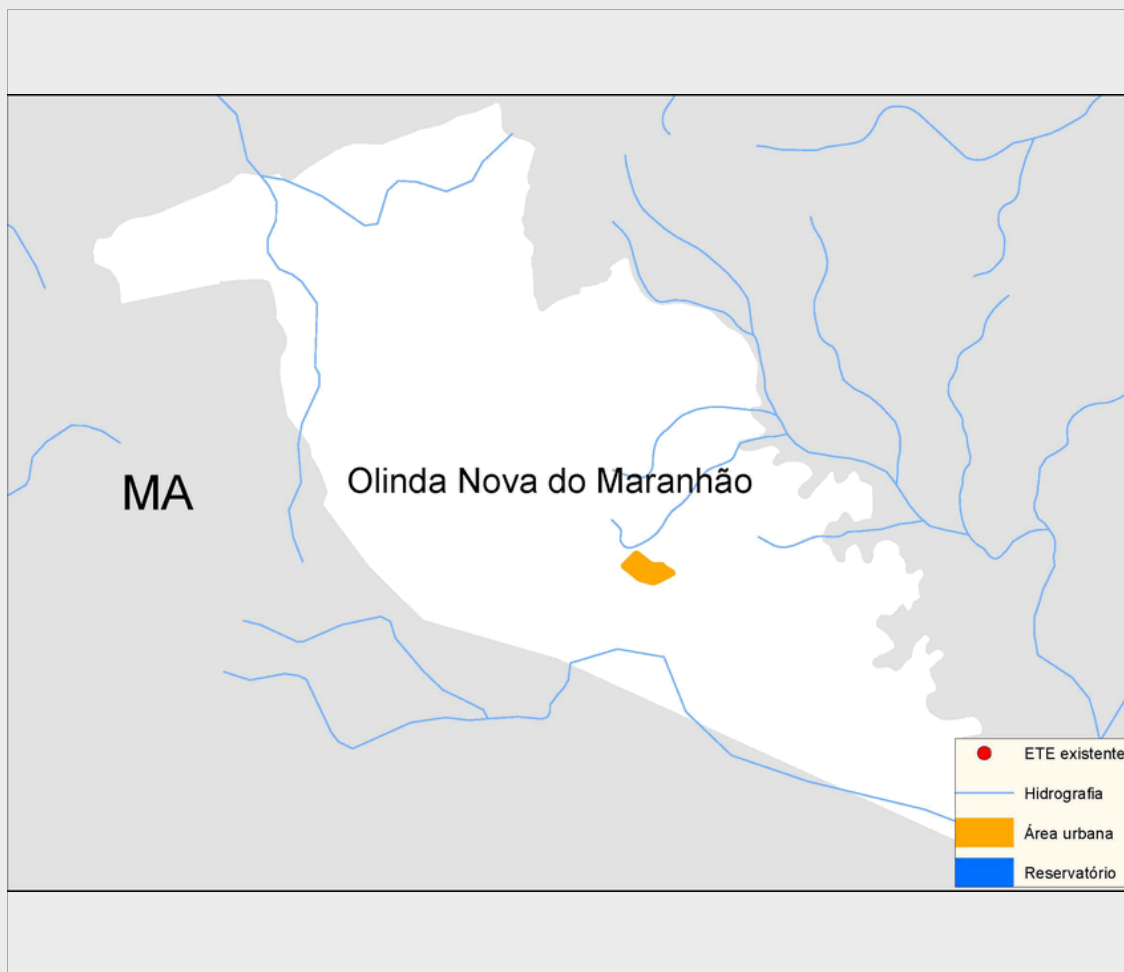 Olinda Nova do Maranhão
MA
ETE existente
Hidrografia
Área urbana
Reservatório